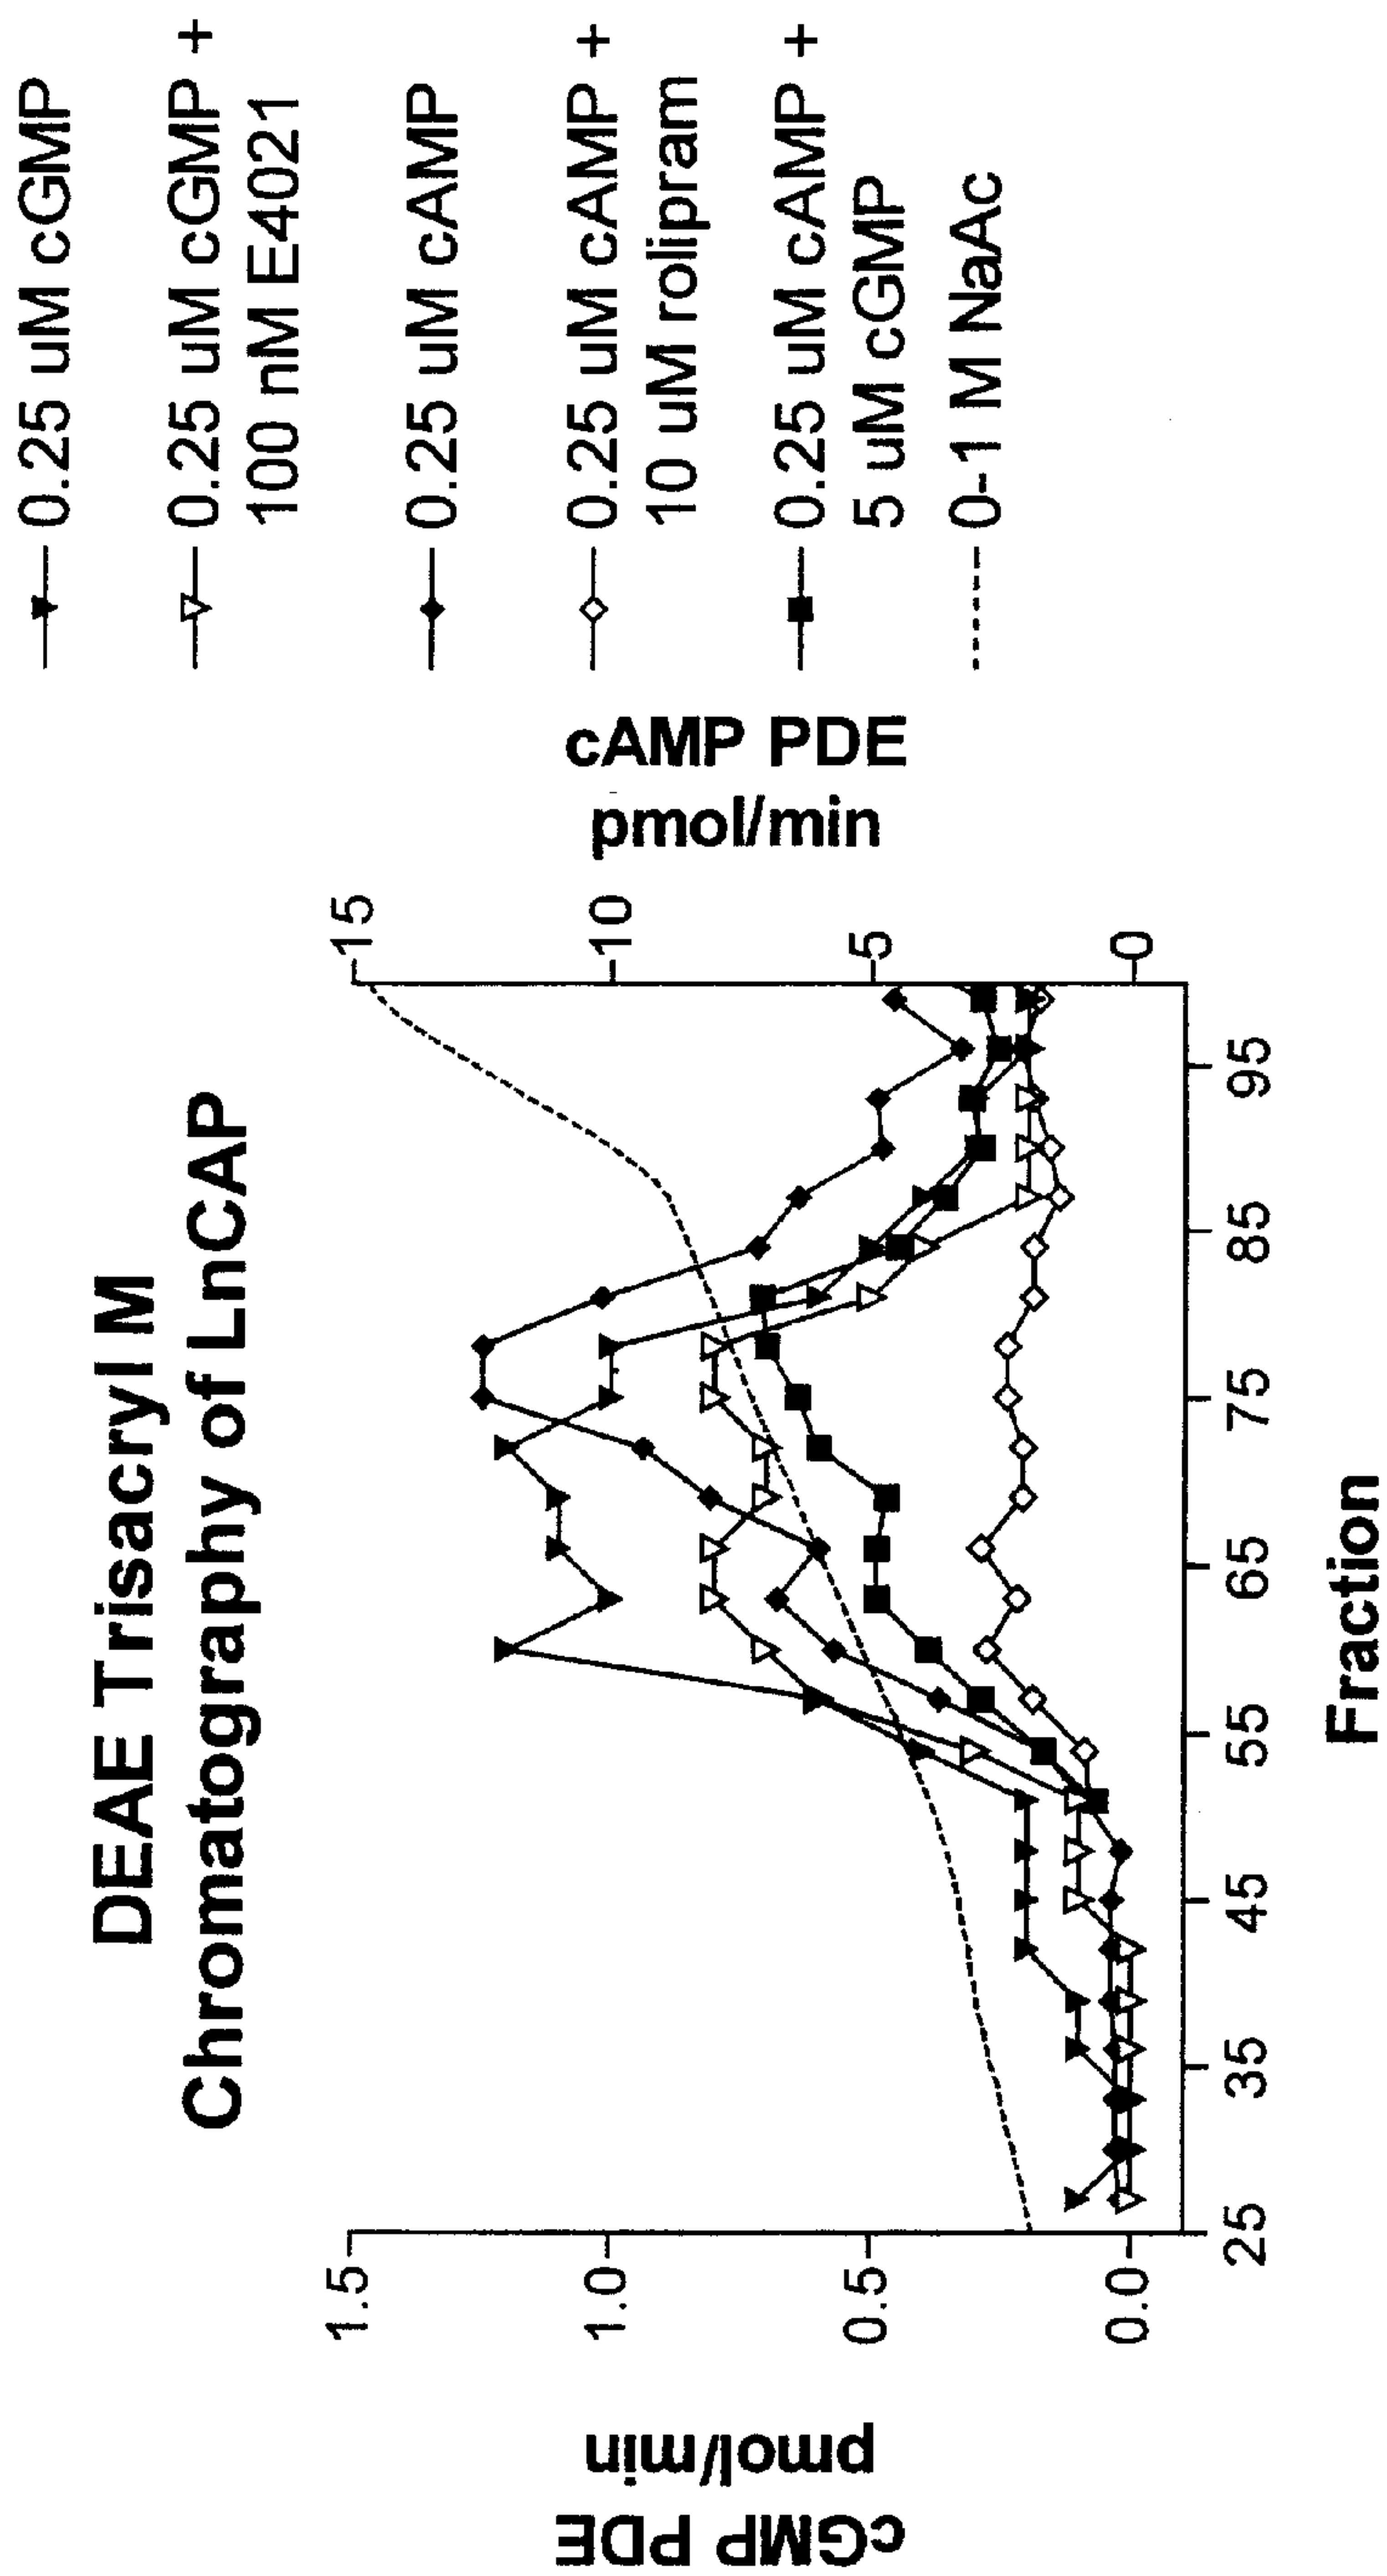 DEAE Trisacryl M
Chromatography of LnCAP
cGMP PDE
pmol/min
1.5
1.0
0.5
0.0
25
35
45
55
65
75
85
95
Fraction
15
10
5
0
cAMP PDE
pmol/min
0.25 uM cGMP
0.25 uM cGMP +
100 nM E4021
0.25 uM cAMP
0.25 uM cAMP +
10 uM rolipram
0.25 uM cAMP +
5 uM cGMP
0-1 M NaAc